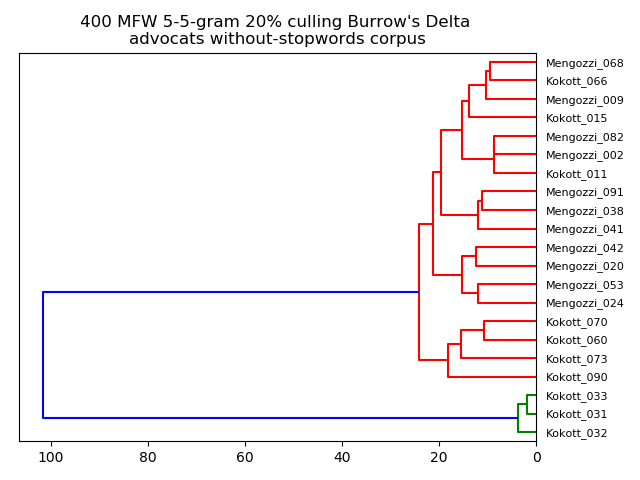 400 MFW 5-5-gram 20% culling Burrow's Delta
advocats without-stopwords corpus
Mengozzi_068
Kokott_066
Mengozzi_009
Kokott_015
Mengozzi_082
Mengozzi_002
Kokott_011
Mengozzi_091
Mengozzi_038
Mengozzi_041
Mengozzi_042
Mengozzi_020
Mengozzi_053
Mengozzi_024
Kokott_070
Kokott_060
Kokott_073
Kokott_090
Kokott_033
Kokott_031
Kokott_032
100 80 60 40 20 0